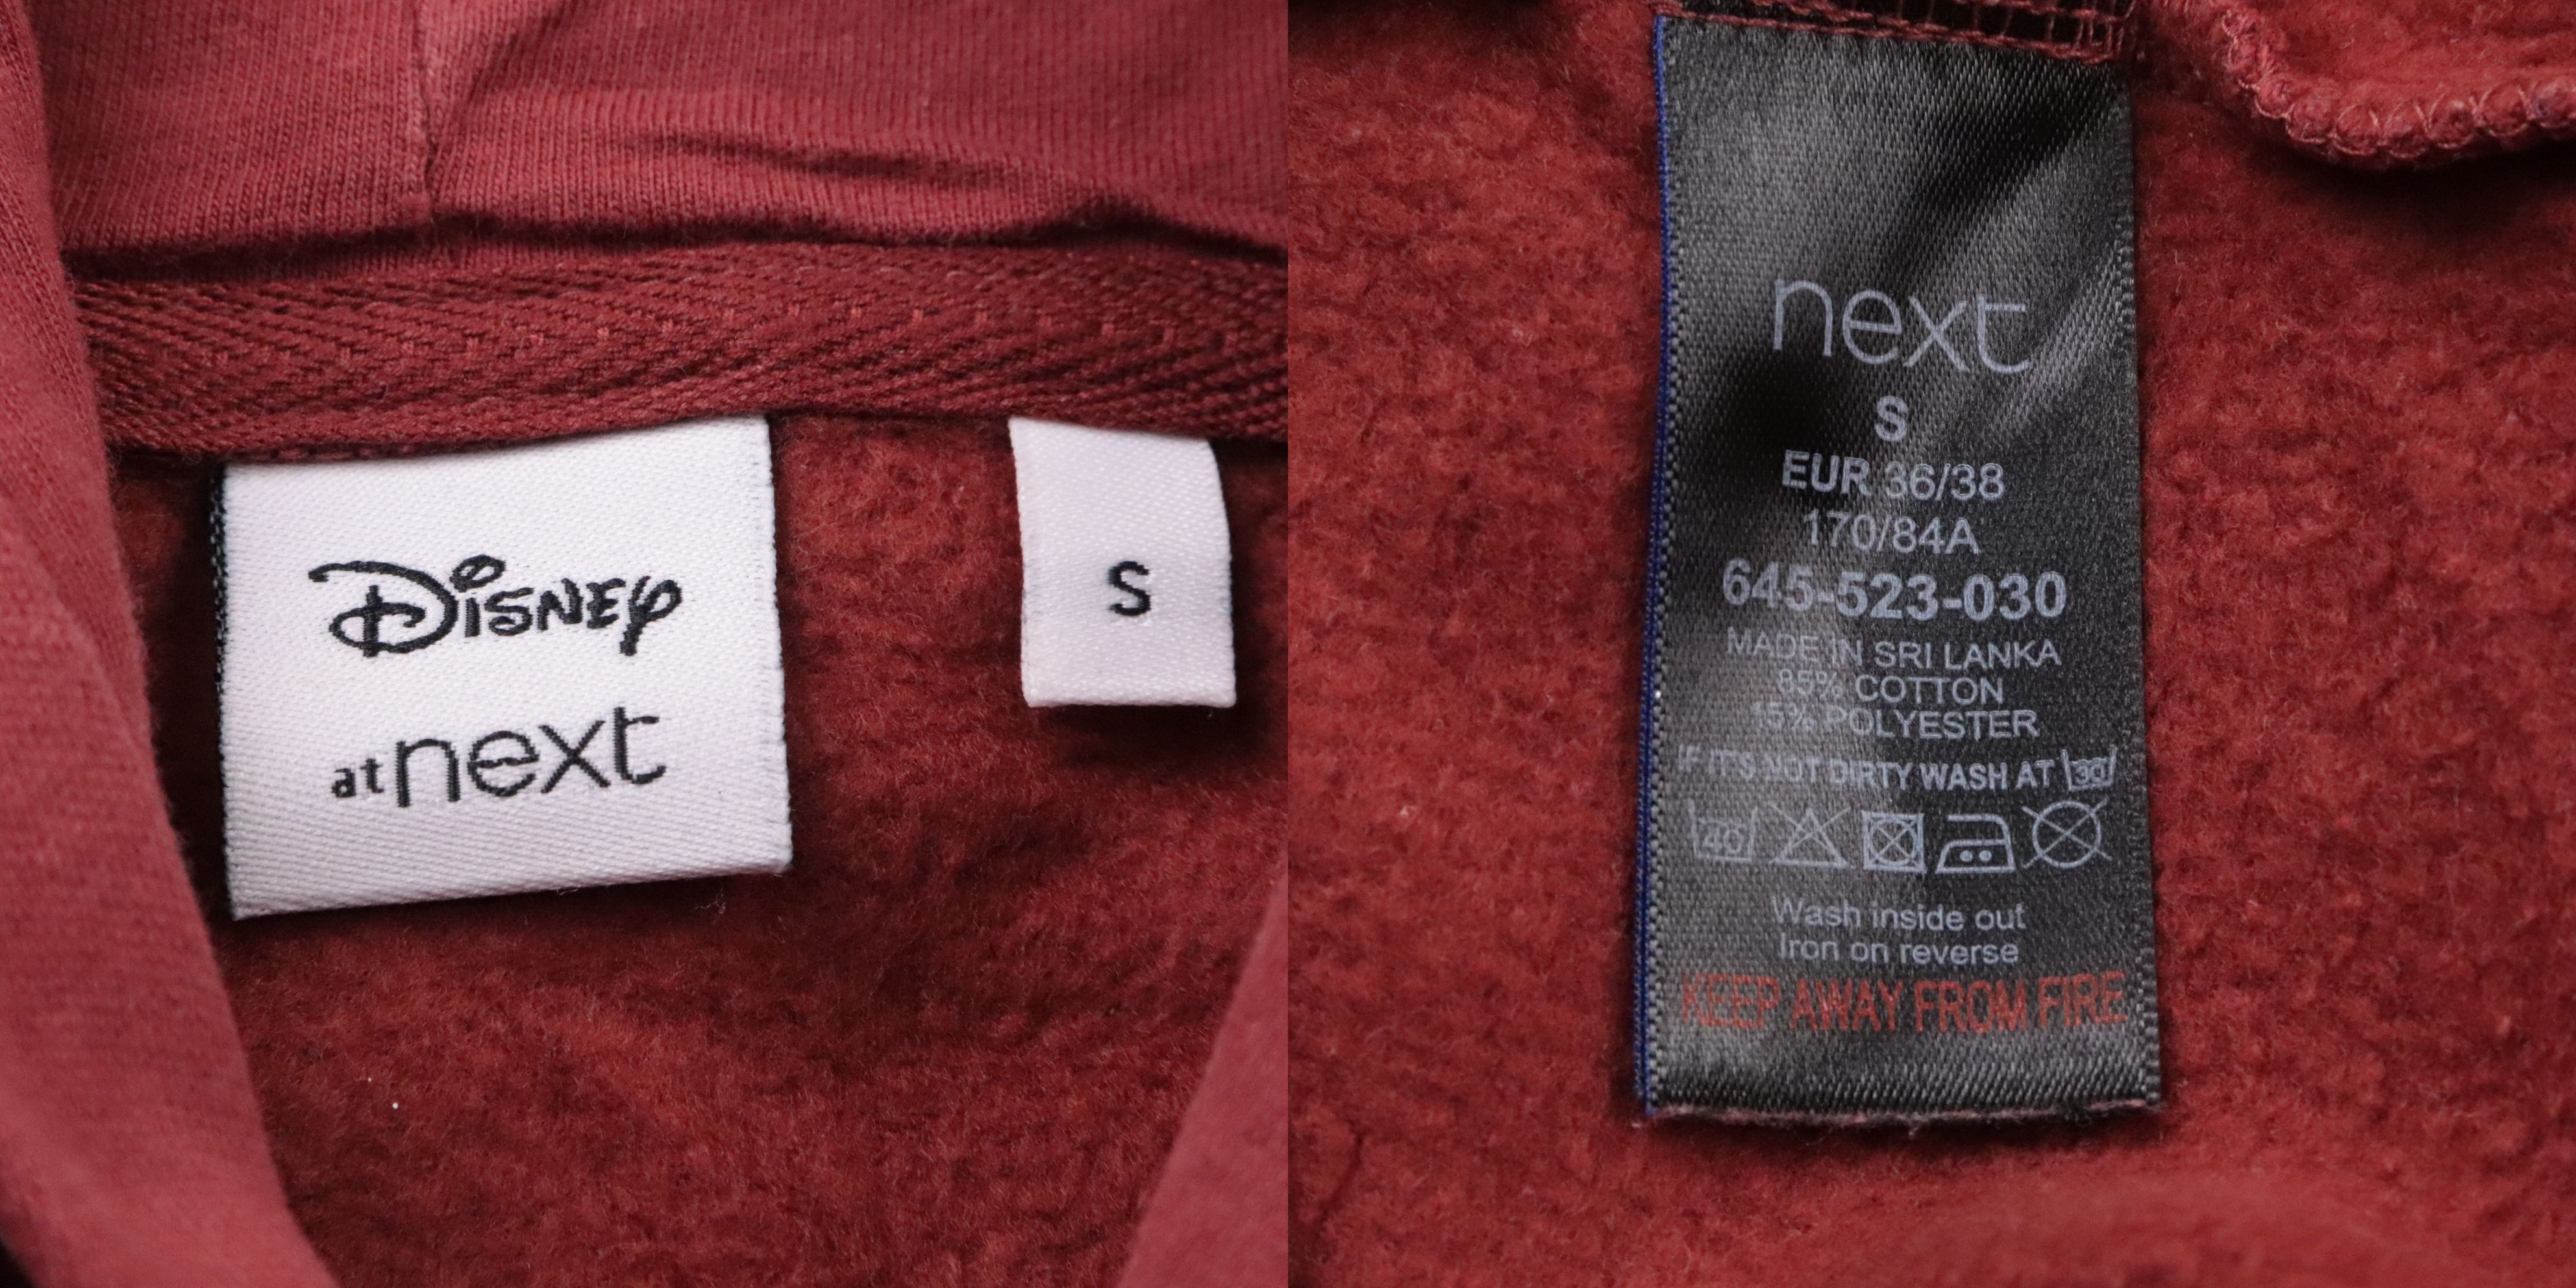 Disney
at next
S
next
S
EUR 36/38
170/84A
645-523-030
MADE IN SRI LANKA
85% COTTON
15% POLYESTER
IF IT'S NOT DIRTY WASH AT 30
40
Wash inside out
Iron on reverse
KEEP AWAY FROM FIRE